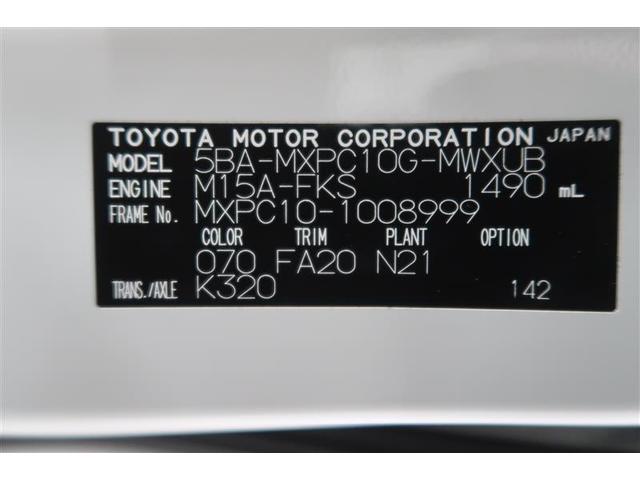 TOYOTA MOTOR CORPORATION JAPAN
MODEL 5BA-MXPC10G-MWXUB
ENGINE M15A-FKS 1490 mL
FRAME No. MXPC10-1008999
COLOR TRIM PLANT OPTION
070 FA20 N21
TRANS./AXLE K320 142